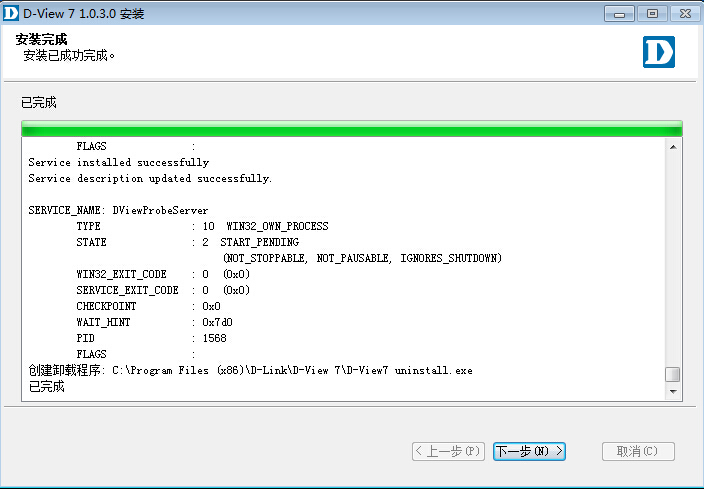 D-View 7 1.0.3.0 安装
安装完成
安装已成功完成。
D
已完成
FLAGS :
Service installed successfully
Service description updated successfully.
SERVICE_NAME: DViewProbeServer
TYPE : 10 WIN32_OWN_PROCESS
STATE : 2 START_PENDING
(NOT_STOPPABLE, NOT_PAUSABLE, IGNORES_SHUTDOWN)
WIN32_EXIT_CODE : 0 (0x0)
SERVICE_EXIT_CODE : 0 (0x0)
CHECKPOINT : 0x0
WAIT_HINT : 0x7d0
PID : 1568
FLAGS :
创建卸载程序: C:\Program Files (x86)\D-Link\D-View 7\D-View7 uninstall.exe
已完成
< 上一步(P) 下一步(N) > 取消(C)